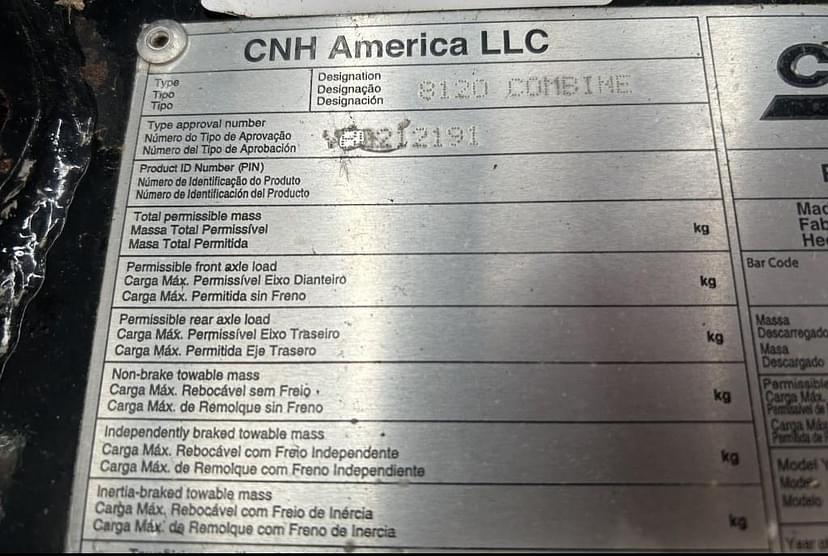 CNH America LLC
Type
Tipo
Tipo
Designation
Designação
Designación
8120 COMBINE
Type approval number
Número do Tipo de Aprovação
Número del Tipo de Aprobación
Product ID Number (PIN)
Número de Identificação do Produto
Número de Identificación del Producto
Total permissible mass
Massa Total Permissível
Masa Total Permitida
kg
Permissible front axle load
Carga Máx. Permissível Eixo Dianteiro
Carga Máx. Permitida sin Freno
kg
Permissible rear axle load
Carga Máx. Permissível Eixo Traseiro
Carga Máx. Permitida Eje Trasero
kg
Non-brake towable mass
Carga Máx. Rebocável sem Freio
Carga Máx. de Remolque sin Freno
kg
Independently braked towable mass
Carga Máx. Rebocável com Freio Independente
Carga Máx. de Remolque com Freno Independiente
kg
Inertia-braked towable mass
Carga Máx. Rebocável com Freio de Inércia
Carga Máx. de Remolque com Freno de Inercia
kg
Bar Code
Massa
Descarregado
Masa
Descargado
Permissible
Carga Máx.
Model
Modelo
Modelo
Year